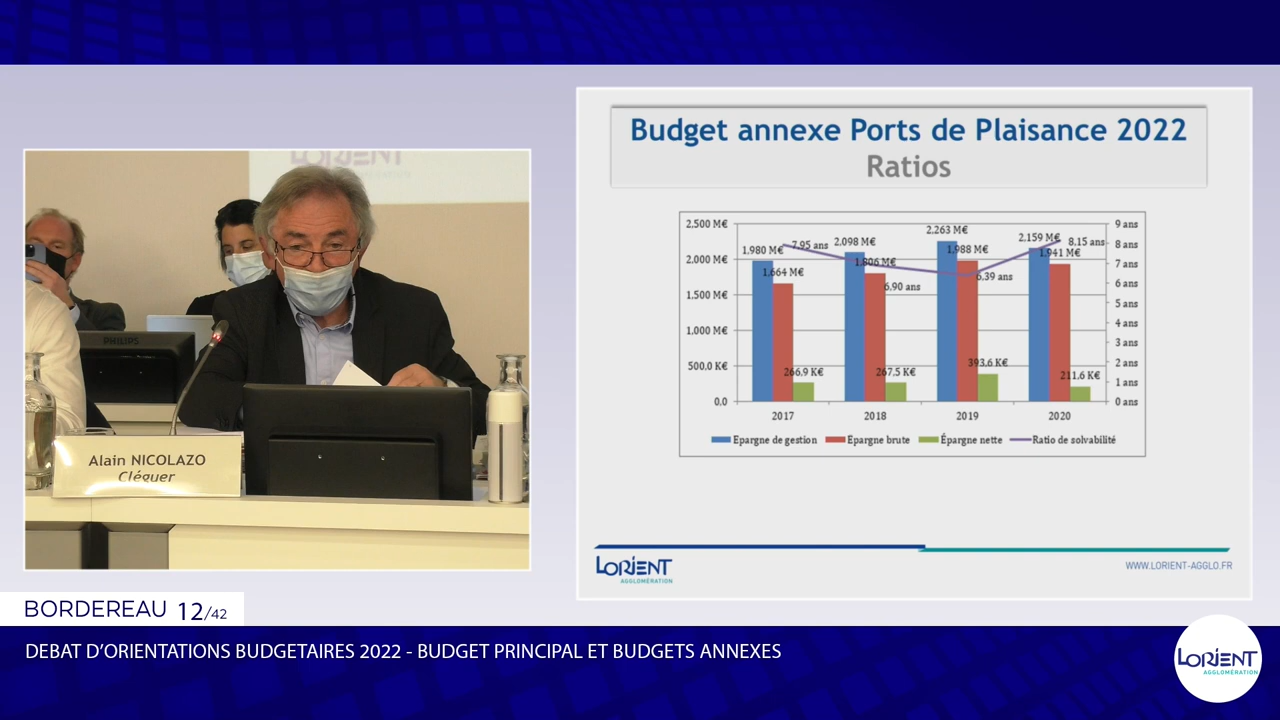 LORIENT
PHILIPS
Alain NICOLAZO
Cléguer
Budget annexe Ports de Plaisance 2022
Ratios
2.500 M€
2.000 M€
1.500 M€
1.000 M€
500.0 K€
0.0
1.980 M€
1.664 M€
266.9 K€
7,95 ans
2.098 M€
1.806 M€
267.5 K€
6,90 ans
2.263 M€
1.988 M€
393.6 K€
6,39 ans
2.159 M€
1.941 M€
211.6 K€
8,15 ans
9 ans
8 ans
7 ans
6 ans
5 ans
4 ans
3 ans
2 ans
1 ans
0 ans
2017 2018 2019 2020
Epargne de gestion Épargne brute Épargne nette Ratio de solvabilité
LORIENT
AGGLOMÉRATION
WWW.LORIENT-AGGLO.FR
BORDEREAU 12/42
DEBAT D’ORIENTATIONS BUDGETAIRES 2022 - BUDGET PRINCIPAL ET BUDGETS ANNEXES
LORIENT
AGGLOMÉRATION